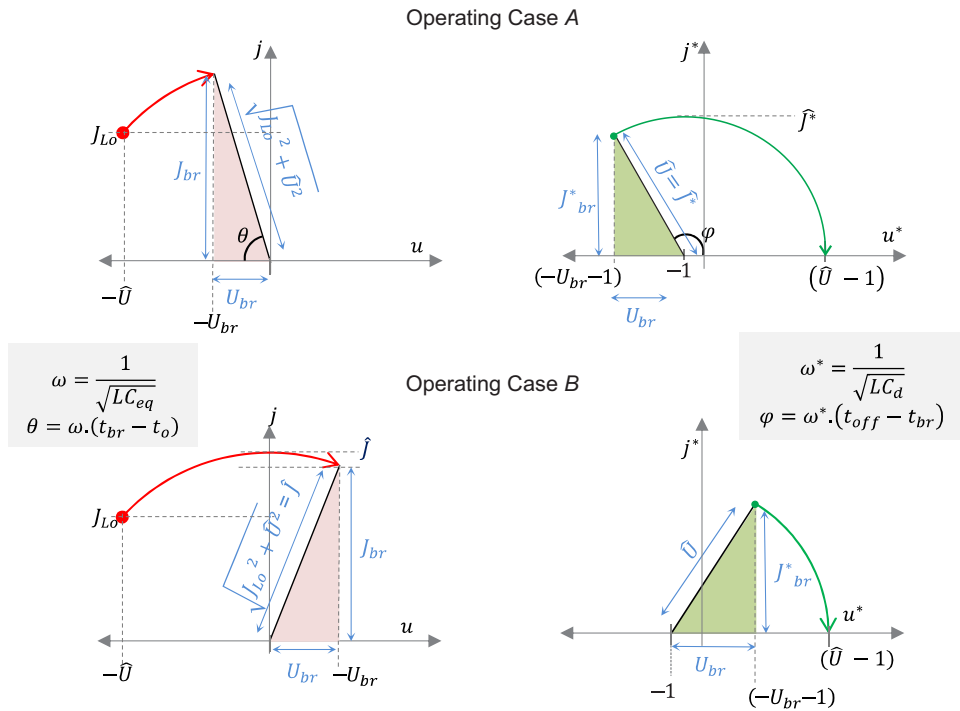 Operating Case A
j
J_Lo
J_br
√(J_Lo² + Û²)
θ
u
−Û
U_br
−U_br
j*
Ĵ*
J*_br
Û = Ĵ*
φ
u*
(−U_br−1)
−1
(Û − 1)
U_br
ω = 1/√(LC_eq)
θ = ω.(t_br − t_o)
ω* = 1/√(LC_d)
φ = ω*.(t_off − t_br)
Operating Case B
j
Ĵ
J_Lo
√(J_Lo² + Û²) = Ĵ
J_br
u
−Û
U_br
−U_br
j*
Û
J*_br
u*
−1
U_br
(−U_br−1)
(Û − 1)